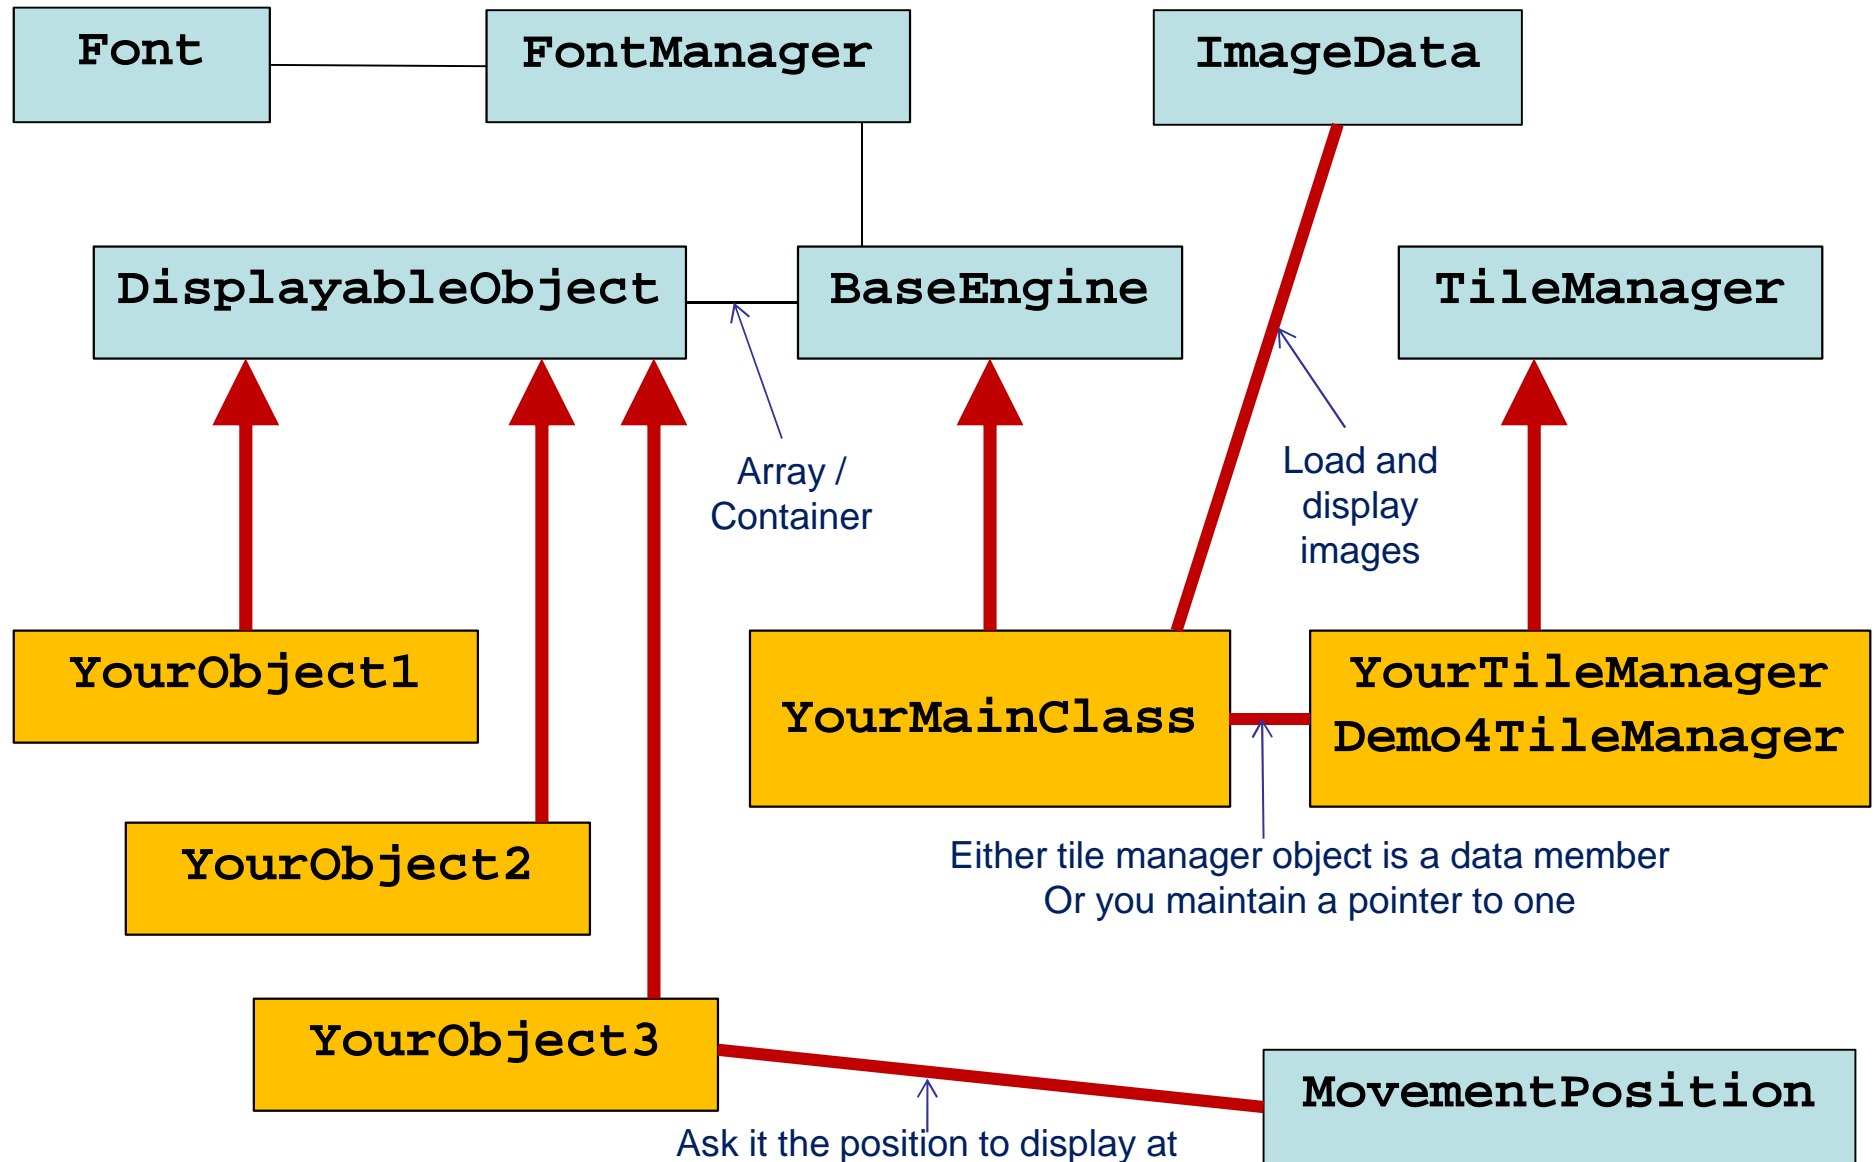 Font
FontManager
ImageData
DisplayableObject
BaseEngine
TileManager
Array /
Container
Load and
display
images
YourObject1
YourMainClass
YourTileManager
Demo4TileManager
YourObject2
Either tile manager object is a data member
Or you maintain a pointer to one
YourObject3
MovementPosition
Ask it the position to display at